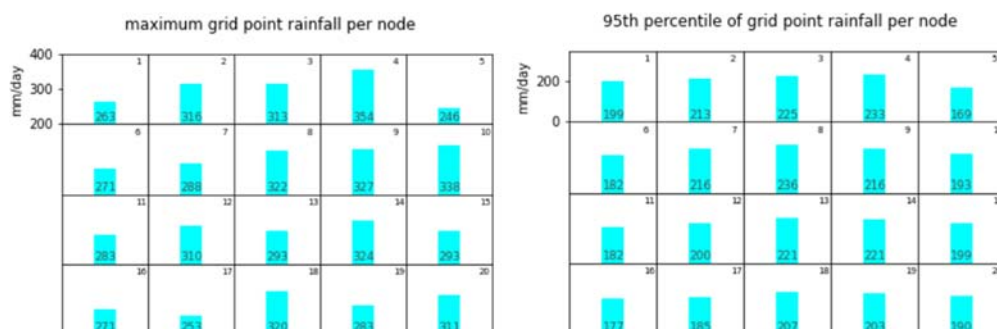 maximum grid point rainfall per node
95th percentile of grid point rainfall per node
mm/day
400
300
200
1 2 3 4 5
263 316 313 354 246
6 7 8 9 10
271 288 322 327 338
11 12 13 14 15
283 310 293 324 293
16 17 18 19 20
271 253 320 283 311
mm/day
200
0
1 2 3 4 5
199 213 225 233 169
6 7 8 9
182 216 236 216 193
11 12 13 14
182 200 221 221 199
16 17 18 19
177 185 207 203 190